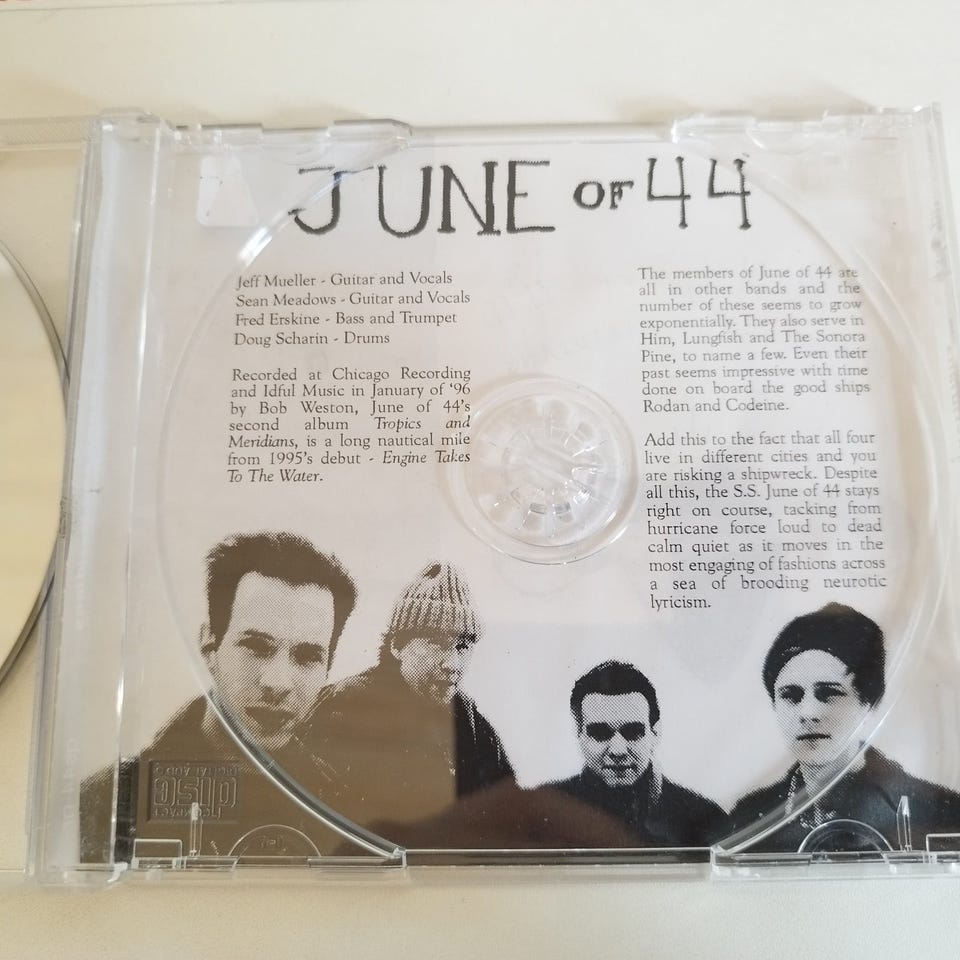 JUNE OF 44
Jeff Mueller - Guitar and Vocals
Sean Meadows - Guitar and Vocals
Fred Erskine - Bass and Trumpet
Doug Scharin - Drums
Recorded at Chicago Recording
and Idful Music in January of ‘96
by Bob Weston, June of 44’s
second album Tropics and
Meridians, is a long nautical mile
from 1995’s debut - Engine Takes
To The Water.
The members of June of 44 are
all in other bands and the
number of these seems to grow
exponentially. They also serve in
Him, Lungfish and The Sonora
Pine, to name a few. Even their
past seems impressive with time
done on board the good ships
Rodan and Codeine.
Add this to the fact that all four
live in different cities and you
are risking a shipwreck. Despite
all this, the S.S. June of 44 stays
right on course, tacking from
hurricane force loud to dead
calm quiet as it moves in the
most engaging of fashions across
a sea of brooding neurotic
lyricism.
COMPACT
disc
DIGITAL AUDIO